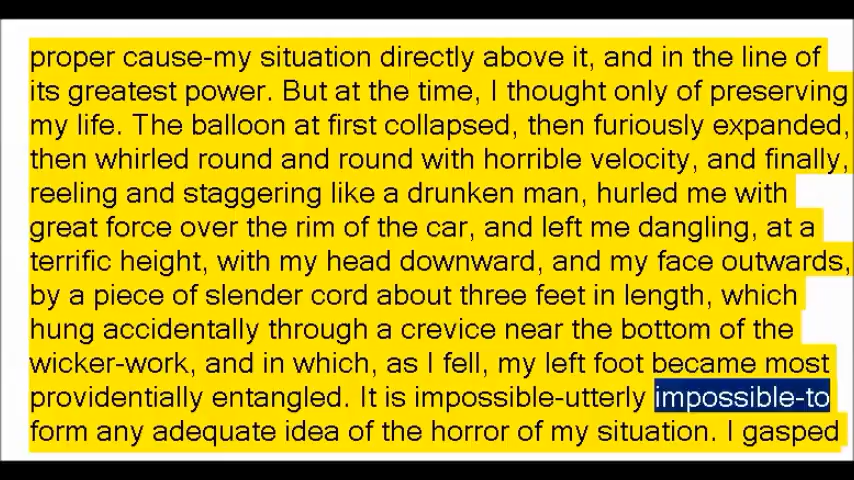 proper cause-my situation directly above it, and in the line of
its greatest power. But at the time, I thought only of preserving
my life. The balloon at first collapsed, then furiously expanded,
then whirled round and round with horrible velocity, and finally,
reeling and staggering like a drunken man, hurled me with
great force over the rim of the car, and left me dangling, at a
terrific height, with my head downward, and my face outwards,
by a piece of slender cord about three feet in length, which
hung accidentally through a crevice near the bottom of the
wicker-work, and in which, as I fell, my left foot became most
providentially entangled. It is impossible-utterly impossible-to
form any adequate idea of the horror of my situation. I gasped